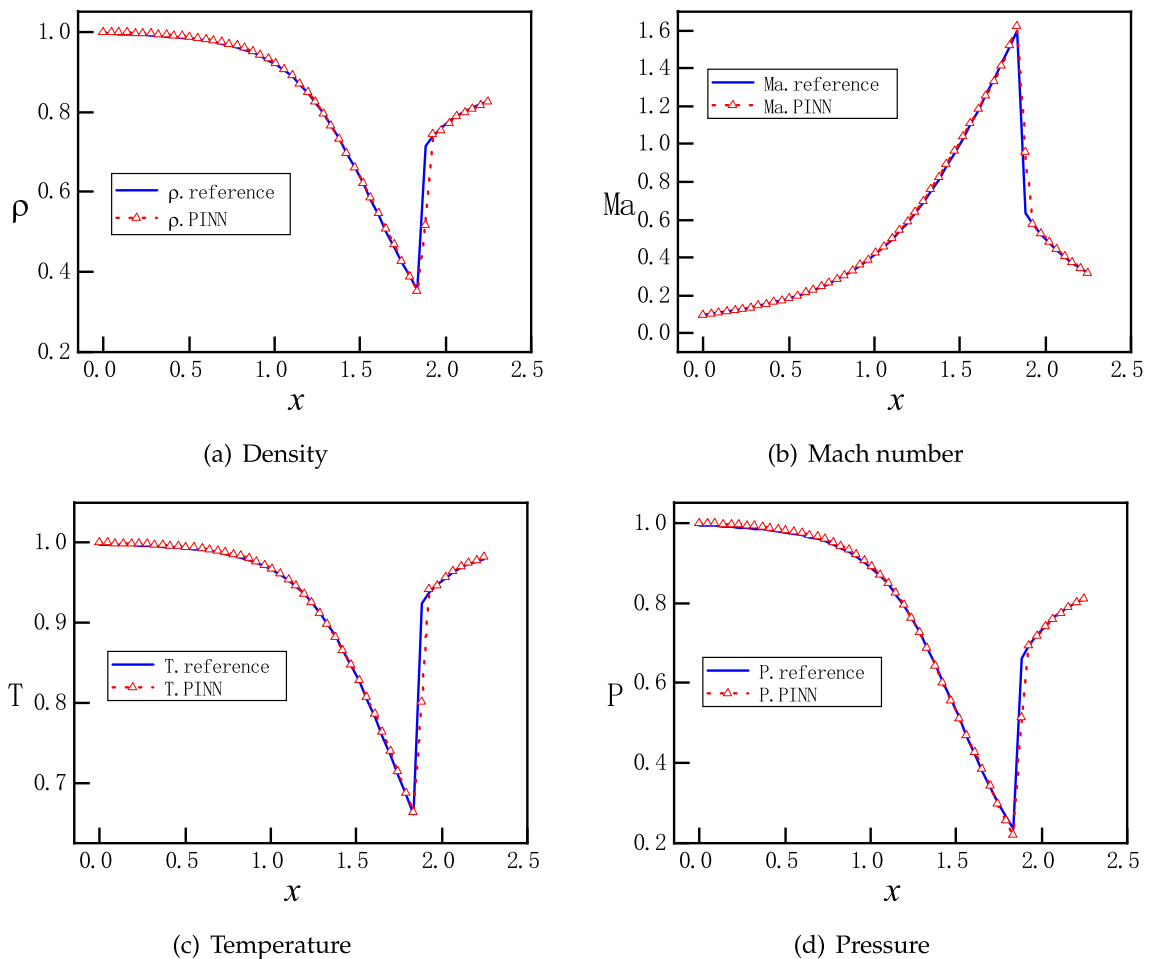 1.0
0.8
0.6
0.4
0.2
ρ
ρ. reference
ρ. PINN
0.0 0.5 1.0 1.5 2.0 2.5
x
(a) Density
1.6
1.4
1.2
1.0
0.8
0.6
0.4
0.2
0.0
Ma
Ma. reference
Ma. PINN
0.0 0.5 1.0 1.5 2.0 2.5
x
(b) Mach number
1.0
0.9
0.8
0.7
T
T. reference
T. PINN
0.0 0.5 1.0 1.5 2.0 2.5
x
(c) Temperature
1.0
0.8
0.6
0.4
0.2
P
P. reference
P. PINN
0.0 0.5 1.0 1.5 2.0 2.5
x
(d) Pressure